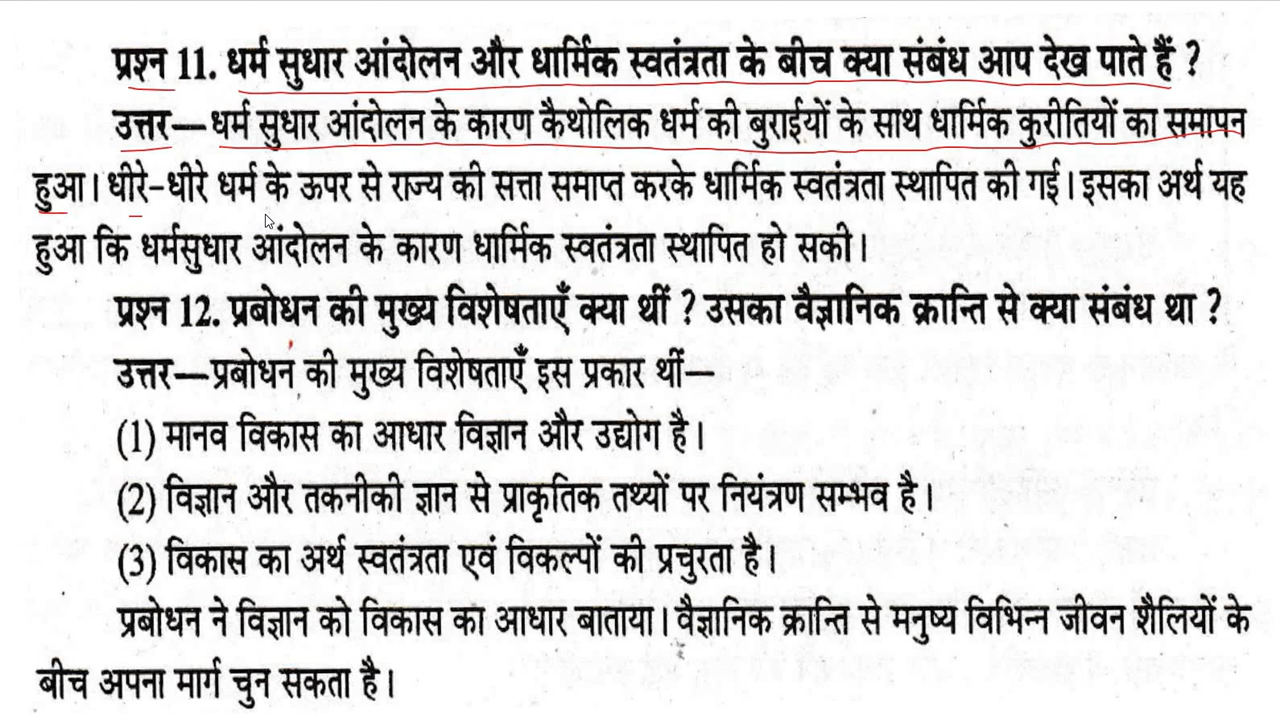 प्रश्न 11. धर्म सुधार आंदोलन और धार्मिक स्वतंत्रता के बीच क्या संबंध आप देख पाते हैं ?
उत्तर—धर्म सुधार आंदोलन के कारण कैथोलिक धर्म की बुराईयों के साथ धार्मिक कुरीतियों का समापन
हुआ। धीरे-धीरे धर्म के ऊपर से राज्य की सत्ता समाप्त करके धार्मिक स्वतंत्रता स्थापित की गई। इसका अर्थ यह
हुआ कि धर्मसुधार आंदोलन के कारण धार्मिक स्वतंत्रता स्थापित हो सकी।
प्रश्न 12. प्रबोधन की मुख्य विशेषताएँ क्या थीं ? उसका वैज्ञानिक क्रान्ति से क्या संबंध था ?
उत्तर—प्रबोधन की मुख्य विशेषताएँ इस प्रकार थीं—
(1) मानव विकास का आधार विज्ञान और उद्योग है।
(2) विज्ञान और तकनीकी ज्ञान से प्राकृतिक तथ्यों पर नियंत्रण सम्भव है।
(3) विकास का अर्थ स्वतंत्रता एवं विकल्पों की प्रचुरता है।
प्रबोधन ने विज्ञान को विकास का आधार बाताया। वैज्ञानिक क्रान्ति से मनुष्य विभिन्न जीवन शैलियों के
बीच अपना मार्ग चुन सकता है।